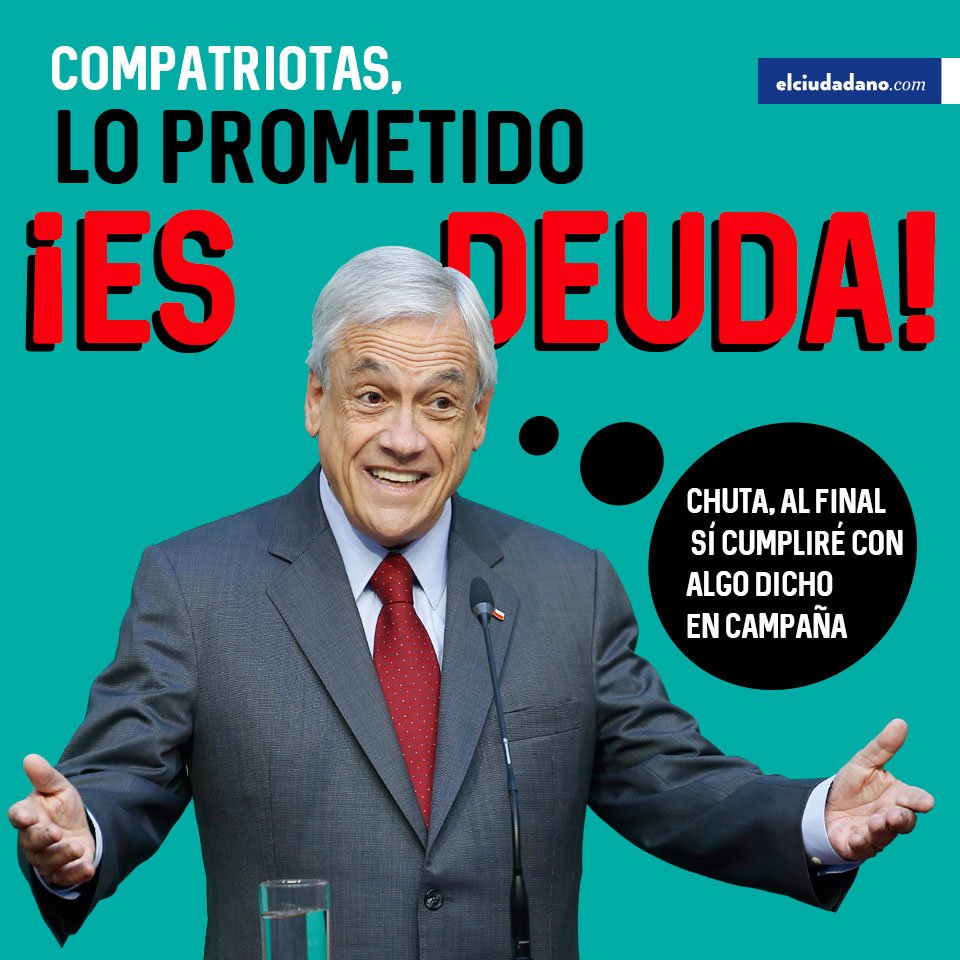 COMPATRIOTAS,
elciudadano.com
LO PROMETIDO
¡ES DEUDA!
CHUTA, AL FINAL
SÍ CUMPLIRÉ CON
ALGO DICHO
EN CAMPAÑA